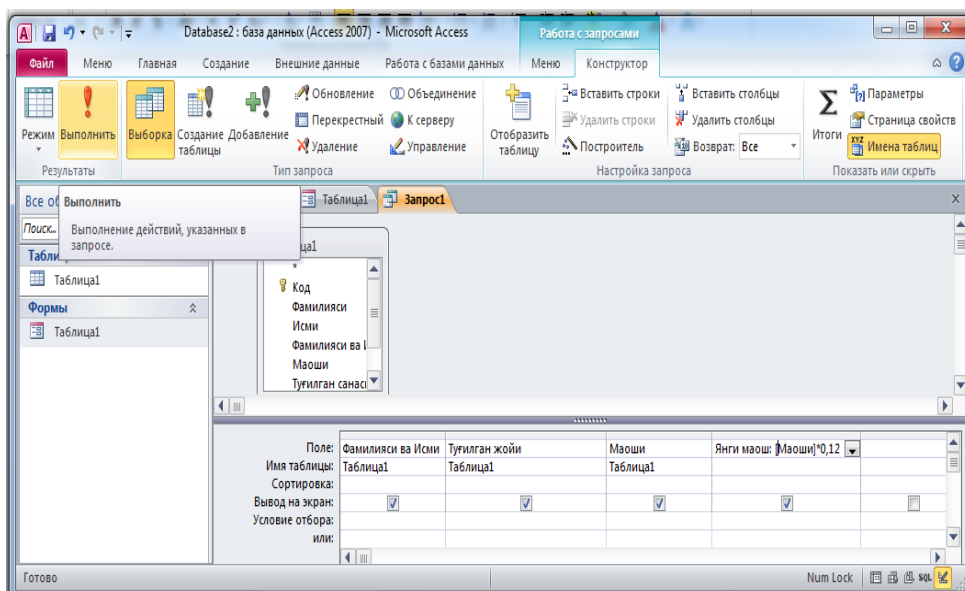 Database2 : база данных (Access 2007) - Microsoft Access
Работа с запросами
Файл Меню Главная Создание Внешние данные Работа с базами данных Меню Конструктор
Режим Выполнить Выборка Создание таблицы Добавление
Обновление Объединение
Перекрестный К серверу
Удаление Управление
Отобразить таблицу
Вставить строки Вставить столбцы
Удалить строки Удалить столбцы
Построитель Возврат: Все
Итоги
Параметры
Страница свойств
Имена таблиц
Результаты Тип запроса Настройка запроса Показать или скрыть
Все Таблица1 Запрос1
Выполнить
Выполнение действий, указанных в
запросе.
Поиск...
Таблица1
Формы
Таблица1
*
Код
Фамилияси
Исми
Фамилияси ва
Маоши
Туғилган
Поле: Фамилияси ва Исми Туғилган жойи Маоши Янги маош: [Маоши]*0,12
Имя таблицы: Таблица1 Таблица1 Таблица1
Сортировка:
Вывод на экран:
Условие отбора:
или:
Готово Num Lock SQL